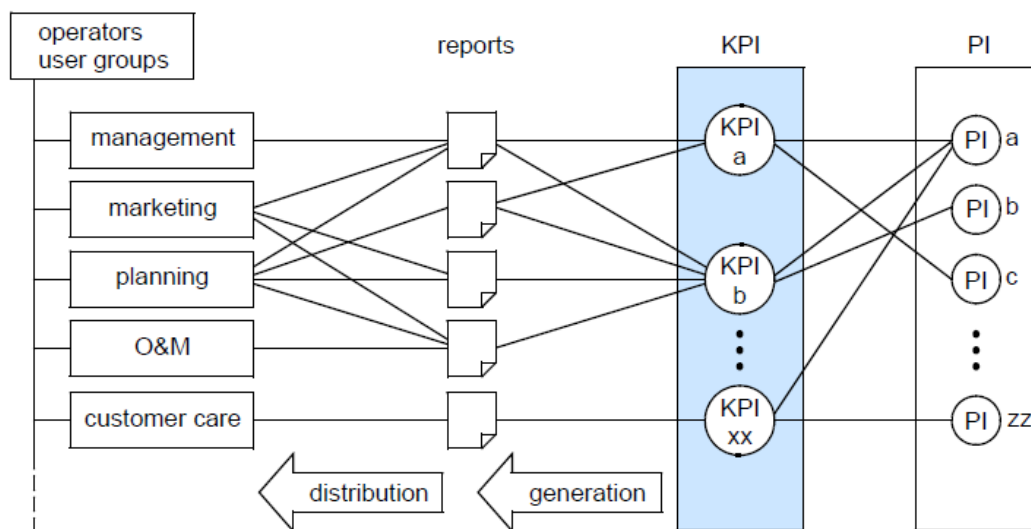 operators
user groups
reports
KPI
PI
management
KPI
a
PI
a
marketing
PI
b
planning
KPI
b
PI
c
O&M
customer care
KPI
xx
PI
zz
distribution
generation